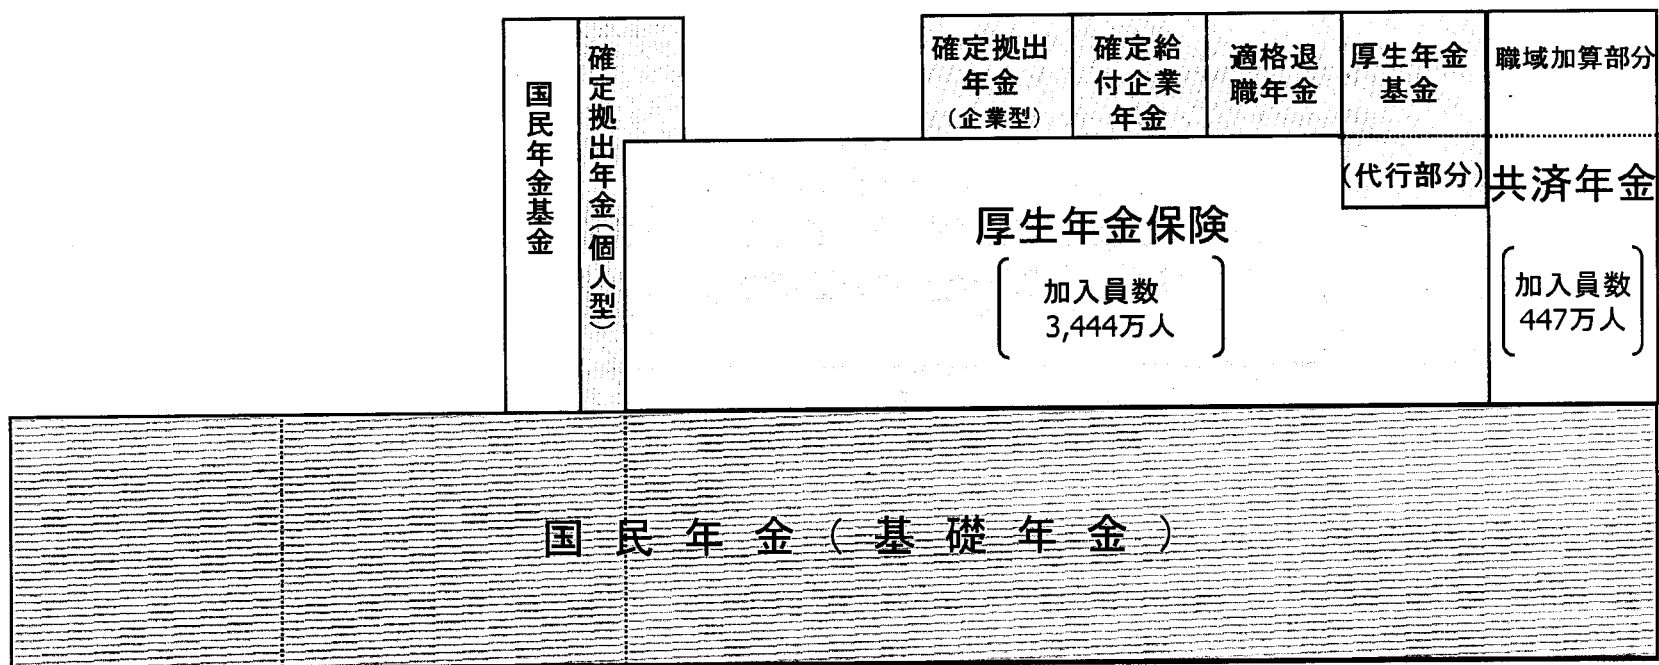 国民年金基金
確定拠出年金(個人型)
確定拠出
年金
(企業型)
確定給
付企業
年金
適格退
職年金
厚生年金
基金
(代行部分)
職域加算部分
共済年金
加入員数
447万人
厚生年金保険
加入員数
3,444万人
国民年金(基礎年金)